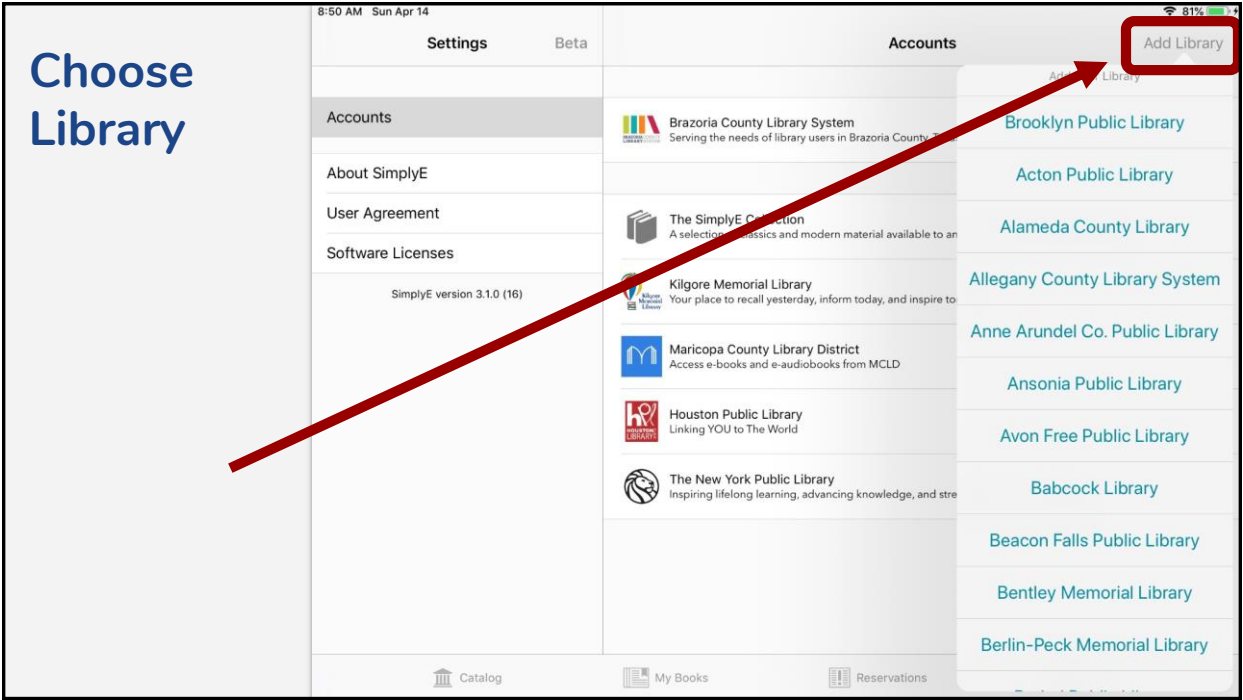 Choose
Library
8:50 AM Sun Apr 14
81%
Settings
Beta
Accounts
About SimplyE
User Agreement
Software Licenses
SimplyE version 3.1.0 (16)
Accounts
Add Library
Brazoria County Library System
Serving the needs of library users in Brazoria County,
The SimplyE
A selection and modern material available to an
Kilgore Memorial Library
Your place to recall yesterday, inform today, and inspire to
Kilgore
Memorial
Library
Maricopa County Library District
Access e-books and e-audiobooks from MCLD
Houston Public Library
Linking YOU to The World
HOUSTON
LIBRARY
The New York Public Library
Inspiring lifelong learning, advancing knowledge, and stre
Library
Brooklyn Public Library
Acton Public Library
Alameda County Library
Allegany County Library System
Anne Arundel Co. Public Library
Ansonia Public Library
Avon Free Public Library
Babcock Library
Beacon Falls Public Library
Bentley Memorial Library
Berlin-Peck Memorial Library
Catalog
My Books
Reservations